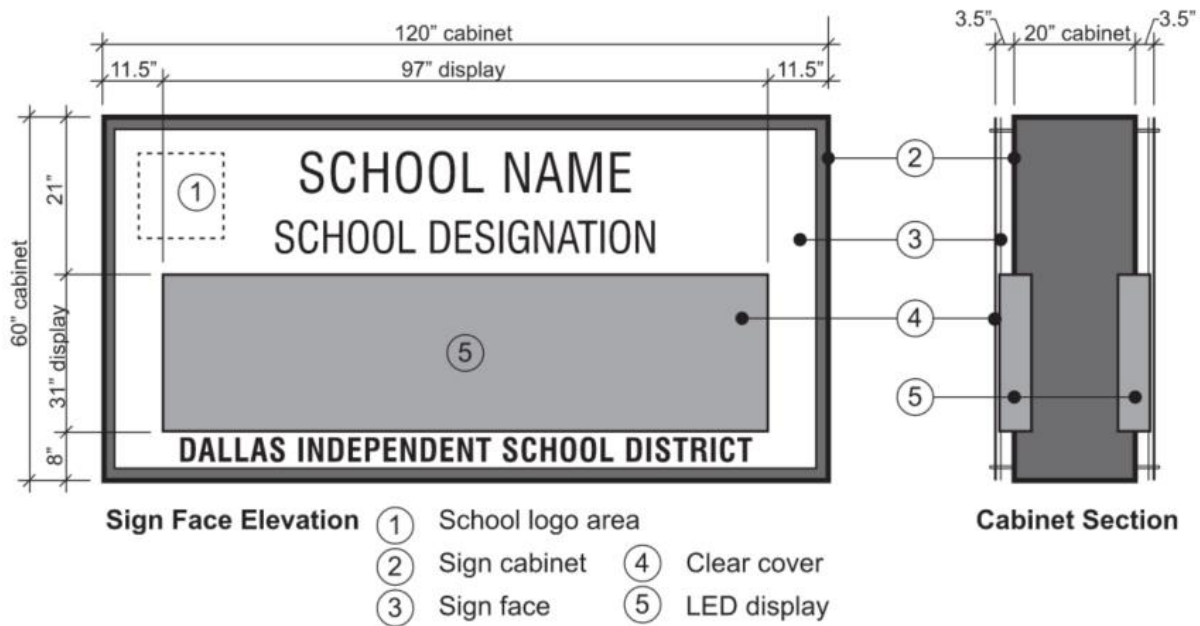 120” cabinet
11.5” 97” display 11.5”
3.5” 20” cabinet 3.5”
60” cabinet
21”
31” display
8”
1
SCHOOL NAME
SCHOOL DESIGNATION
5
DALLAS INDEPENDENT SCHOOL DISTRICT
2
3
4
5
Sign Face Elevation
Cabinet Section
1 School logo area
2 Sign cabinet
3 Sign face
4 Clear cover
5 LED display